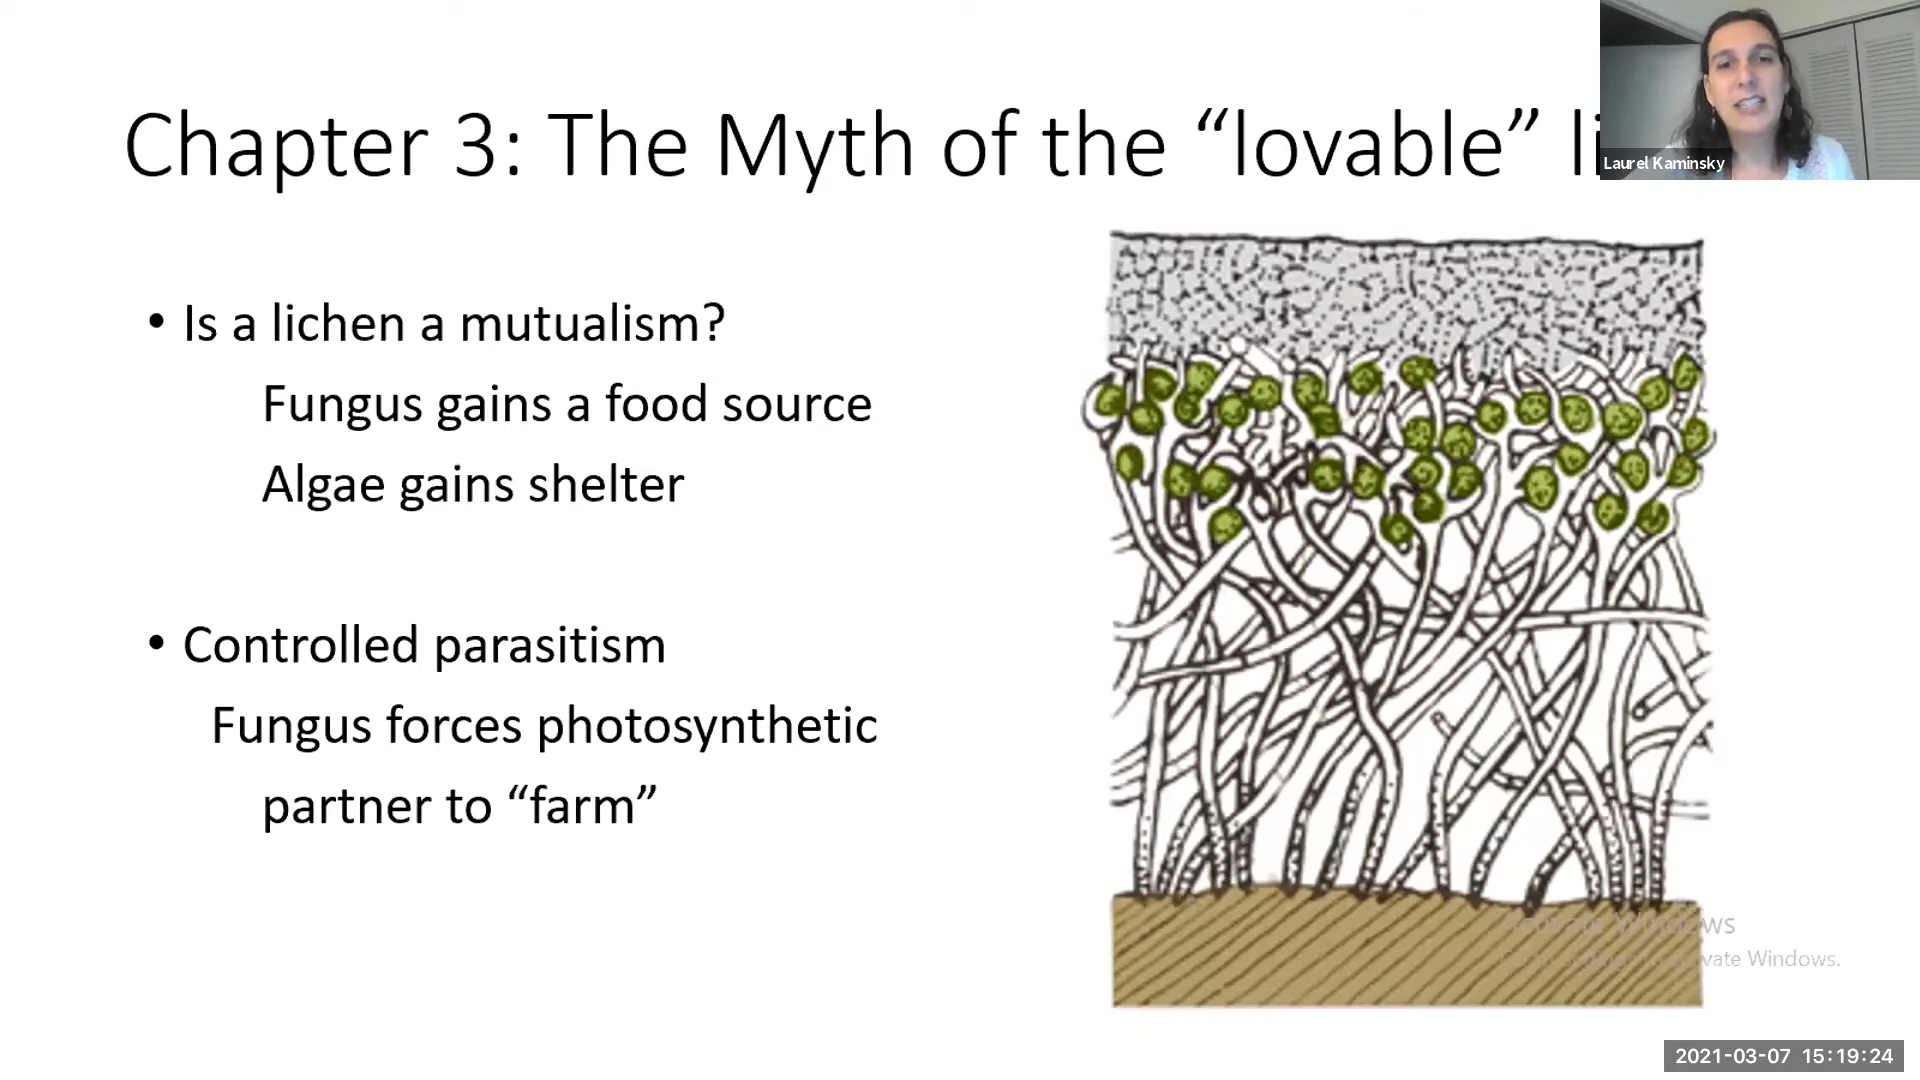 Chapter 3: The Myth of the “lovable” li
Laurel Kaminsky
• Is a lichen a mutualism?
Fungus gains a food source
Algae gains shelter
• Controlled parasitism
Fungus forces photosynthetic
partner to “farm”
Windows.
2021-03-07 15:19:24